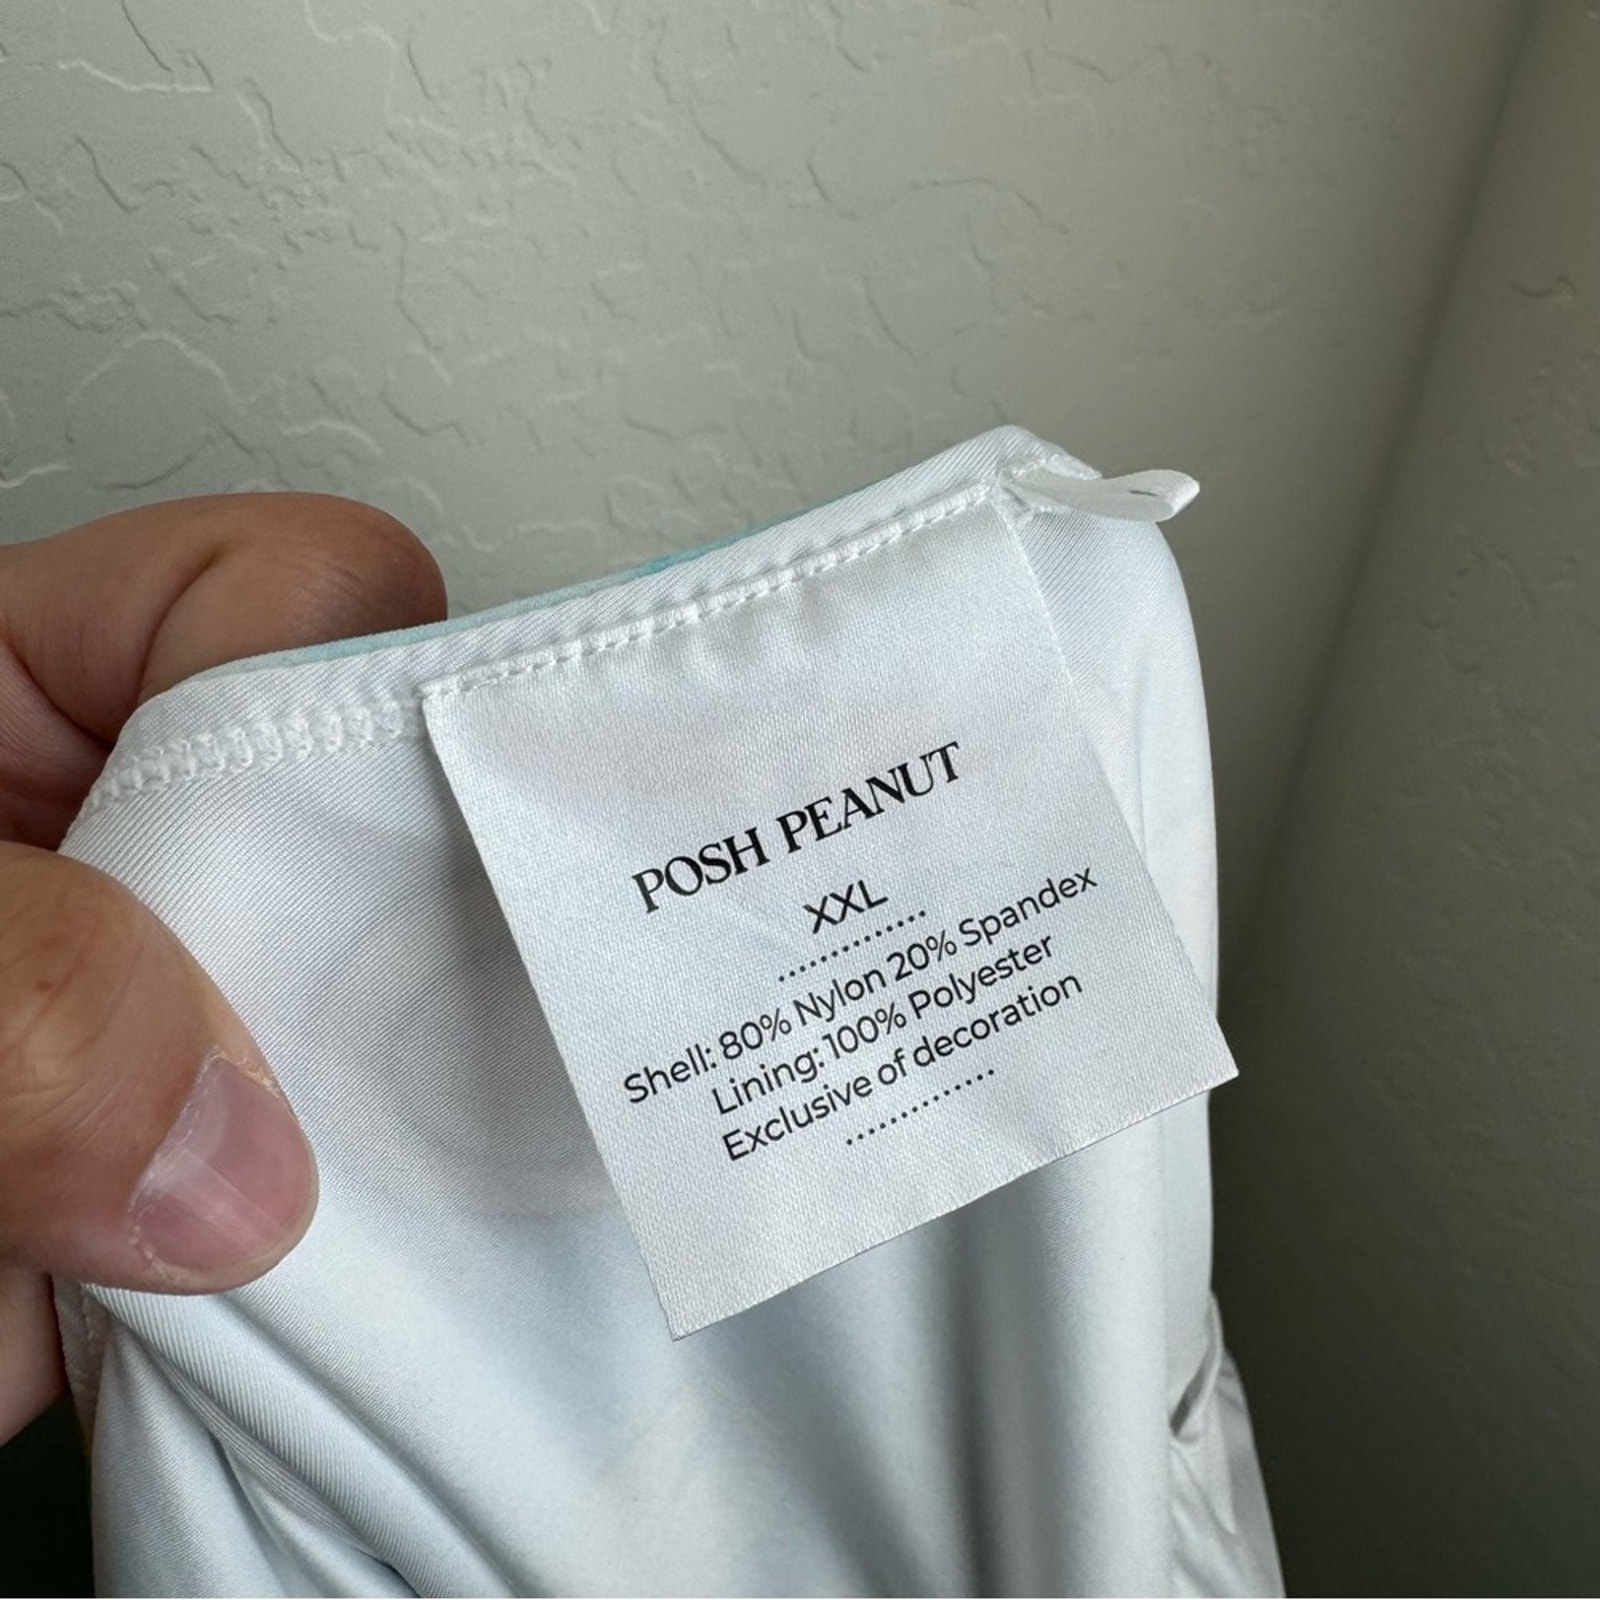 POSH PEANUT
XXL
Shell: 80% Nylon 20% Spandex
Lining: 100% Polyester
Exclusive of decoration